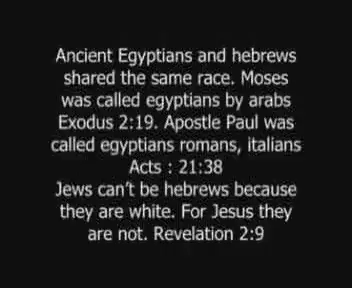 Ancient Egyptians and hebrews
shared the same race. Moses
was called egyptians by arabs
Exodus 2:19. Apostle Paul was
called egyptians romans, italians
Acts : 21:38
Jews can't be hebrews because
they are white. For Jesus they
are not. Revelation 2:9